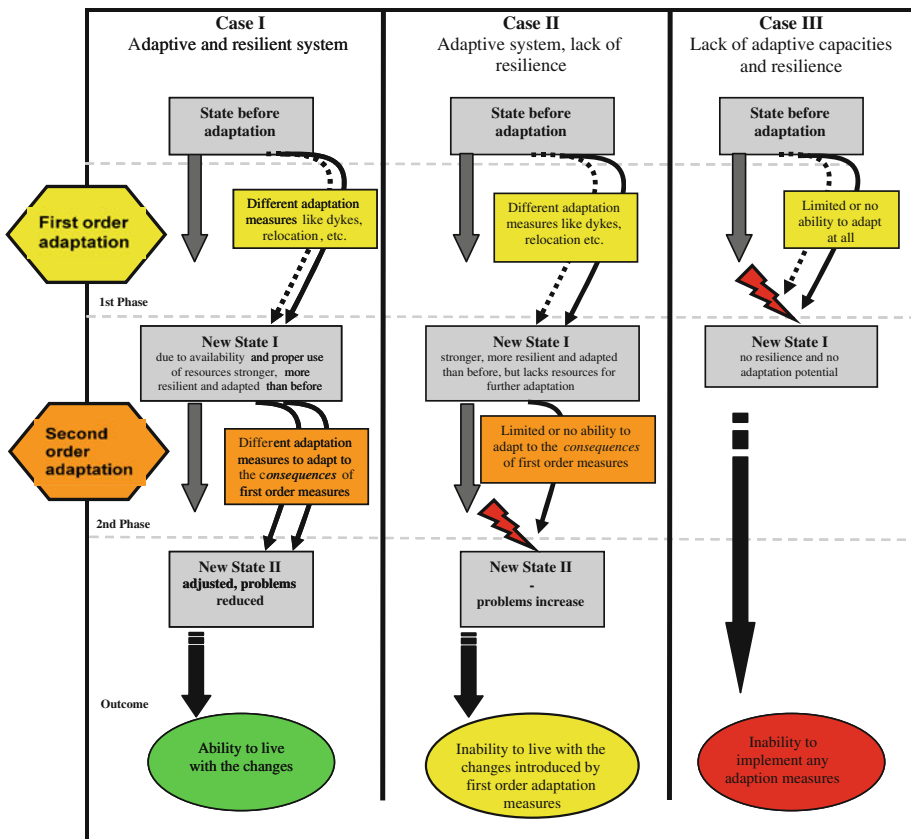 Case I
Adaptive and resilient system
State before
adaptation
Different adaptation
measures like dykes,
relocation, etc.
New State I
due to availability and proper use
of resources stronger, more
resilient and adapted than before
Different adaptation
measures to adapt to
the consequences of
first order measures
New State II
adjusted, problems
reduced
Ability to live
with the changes
Case II
Adaptive system, lack of
resilience
State before
adaptation
Different adaptation
measures like dykes,
relocation etc.
New State I
stronger, more resilient and adapted
than before, but lacks resources for
further adaptation
Limited or no ability to
adapt to the consequences
of first order measures
New State II
-
problems increase
Inability to live with the
changes introduced by
first order adaptation
measures
Case III
Lack of adaptive capacities
and resilience
State before
adaptation
Limited or no
ability to adapt
at all
New State I
no resilience and no
adaptation potential
Inability to
implement any
adaption measures
First order
adaptation
1st Phase
Second
order
adaptation
2nd Phase
Outcome